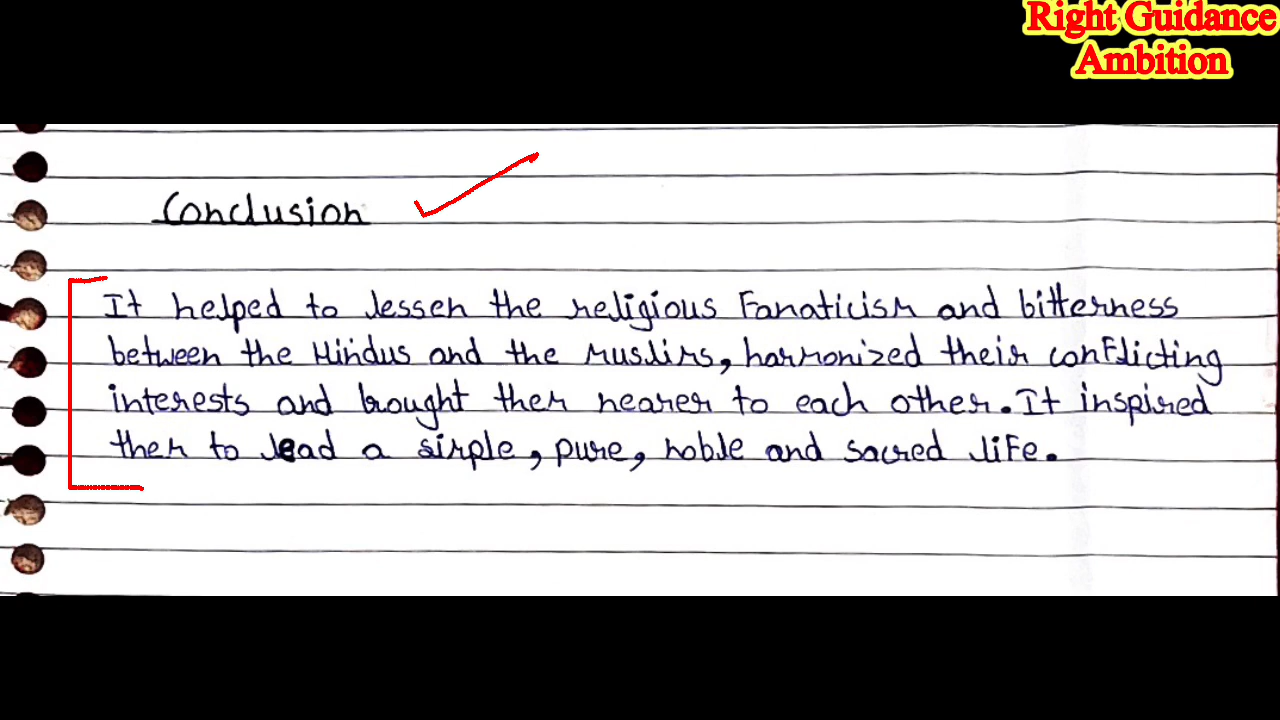 Right Guidance
Ambition
Conclusion
It helped to lessen the religious Fanaticism and bitterness
between the Hindus and the Muslims, harmonized their conflicting
interests and brought them nearer to each other. It inspired
them to lead a simple, pure, noble and sacred life.